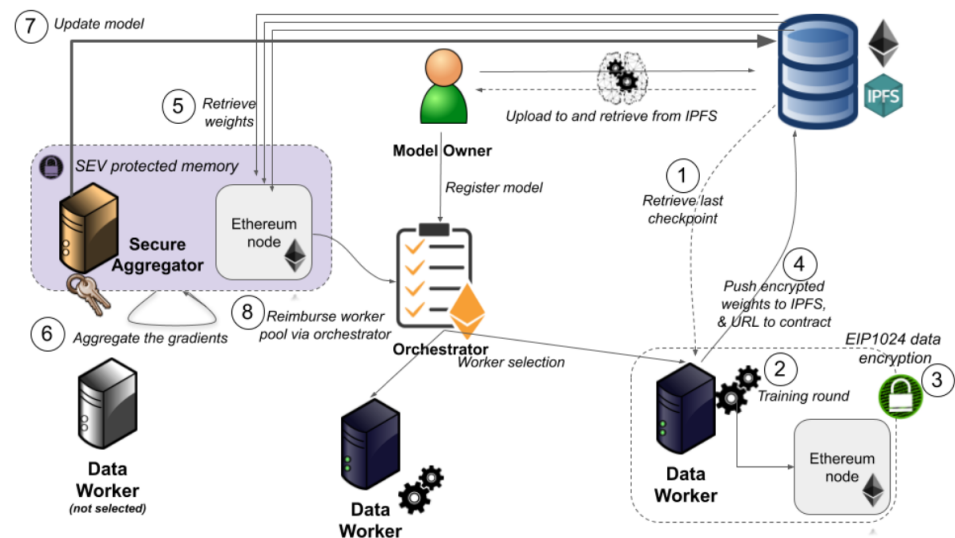 7
Update model
5
Retrieve
weights
IPFS
Upload to and retrieve from IPFS
Model Owner
SEV protected memory
1
Retrieve last
checkpoint
Register model
Ethereum
node
Secure
Aggregator
4
Push encrypted
weights to IPFS,
& URL to contract
8
Reimburse worker
pool via orchestrator
6
Aggregate the gradients
Orchestrator
Worker selection
EIP1024 data
encryption
3
2
Training round
Ethereum
node
Data
Worker
(not selected)
Data
Worker
Data
Worker